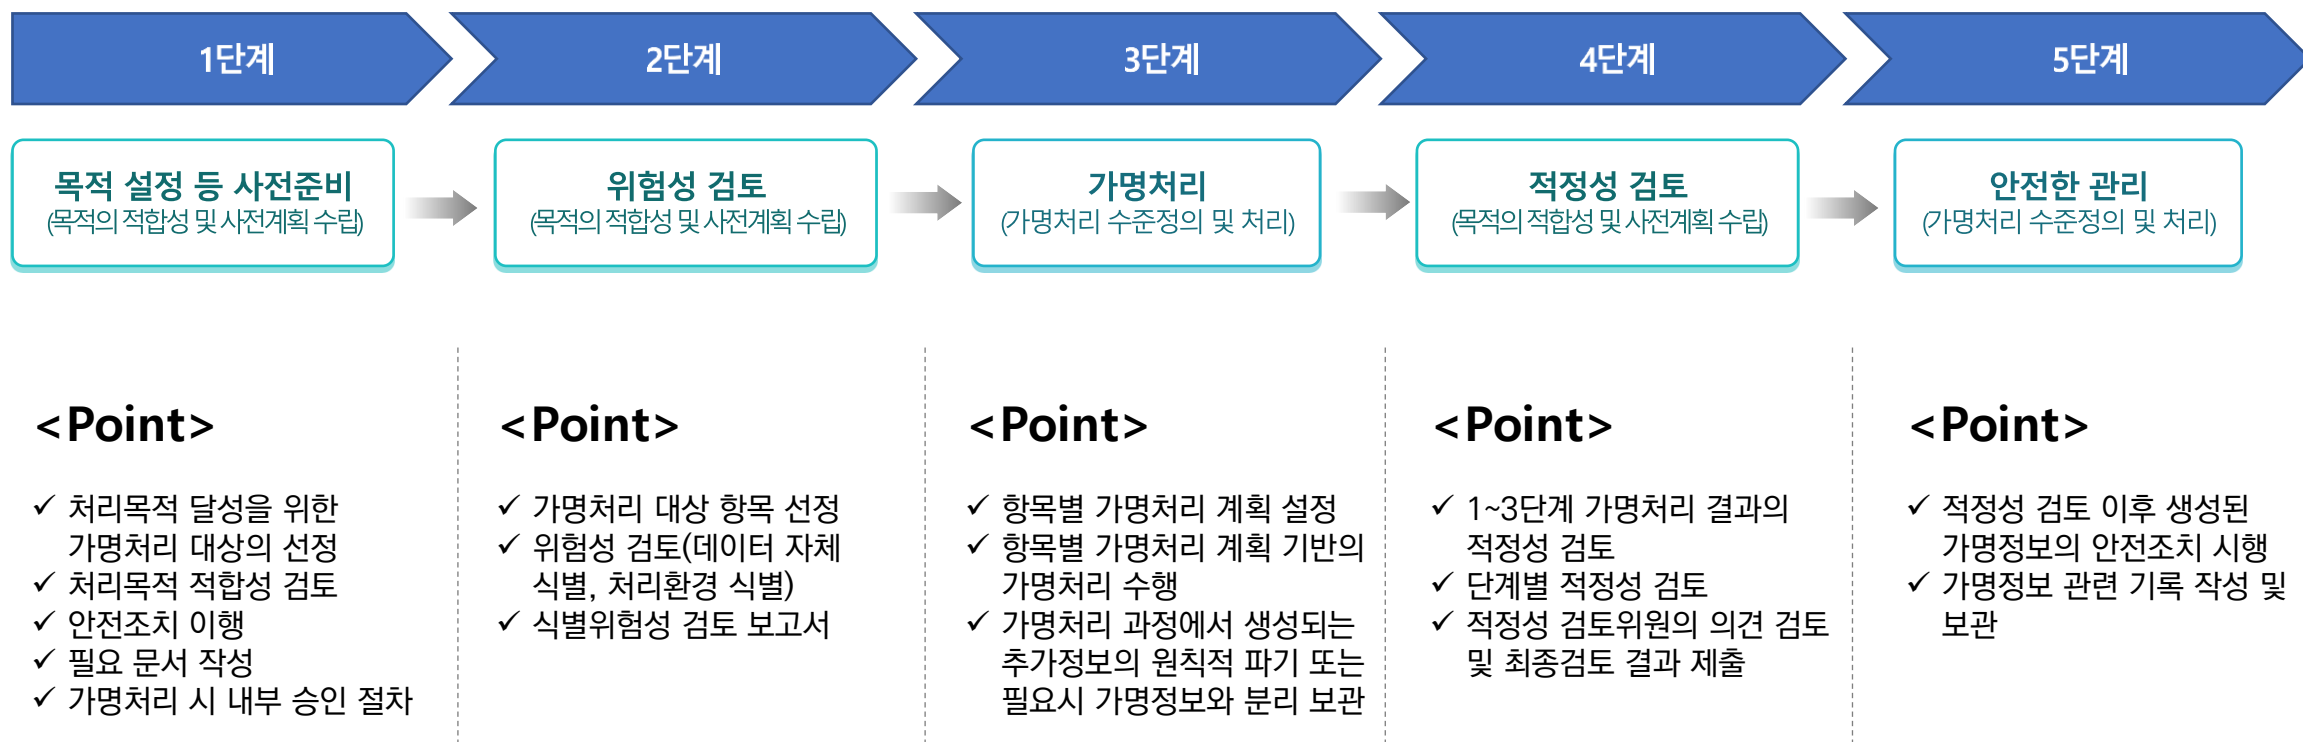 1단계
2단계
3단계
4단계
5단계
목적 설정 등 사전준비
(목적의 적합성 및 사전계획 수립)
위험성 검토
(목적의 적합성 및 사전계획 수립)
가명처리
(가명처리 수준정의 및 처리)
적정성 검토
(목적의 적합성 및 사전계획 수립)
안전한 관리
(가명처리 수준정의 및 처리)
<Point>
✓ 처리목적 달성을 위한
가명처리 대상의 선정
✓ 처리목적 적합성 검토
✓ 안전조치 이행
✓ 필요 문서 작성
✓ 가명처리 시 내부 승인 절차
<Point>
✓ 가명처리 대상 항목 선정
✓ 위험성 검토(데이터 자체
식별, 처리환경 식별)
✓ 식별위험성 검토 보고서
<Point>
✓ 항목별 가명처리 계획 설정
✓ 항목별 가명처리 계획 기반의
가명처리 수행
✓ 가명처리 과정에서 생성되는
추가정보의 원칙적 파기 또는
필요시 가명정보와 분리 보관
<Point>
✓ 1~3단계 가명처리 결과의
적정성 검토
✓ 단계별 적정성 검토
✓ 적정성 검토위원의 의견 검토
및 최종검토 결과 제출
<Point>
✓ 적정성 검토 이후 생성된
가명정보의 안전조치 시행
✓ 가명정보 관련 기록 작성 및
보관